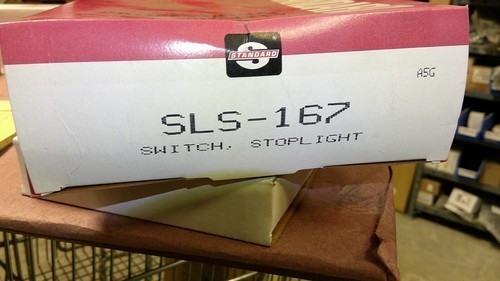 STANDARD
A5G
SLS-167
SWITCH, STOPLIGHT